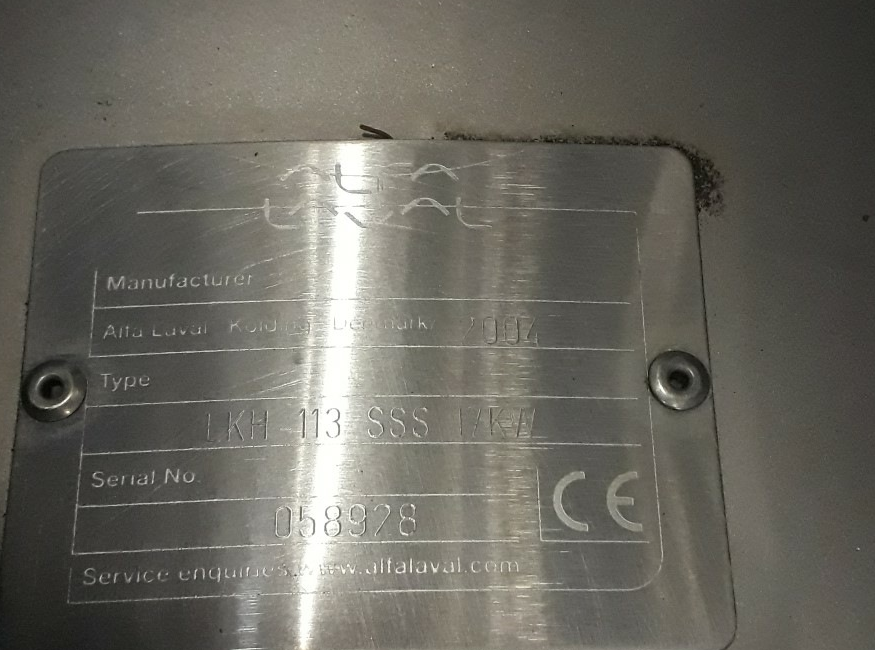 ALFA
LAVAL
Manufacturer
Alfa Laval Kolding Denmark 2004
Type
LKH 113 SSS
Serial No.
058928
CE
Service enquiries www.alfalaval.com